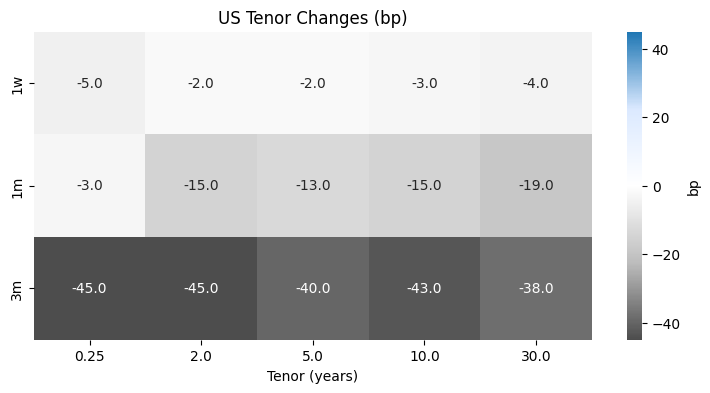 US Tenor Changes (bp)
1w -5.0 -2.0 -2.0 -3.0 -4.0
1m -3.0 -15.0 -13.0 -15.0 -19.0
3m -45.0 -45.0 -40.0 -43.0 -38.0
0.25 2.0 5.0 10.0 30.0
Tenor (years)
40
20
0
−20
−40
bp